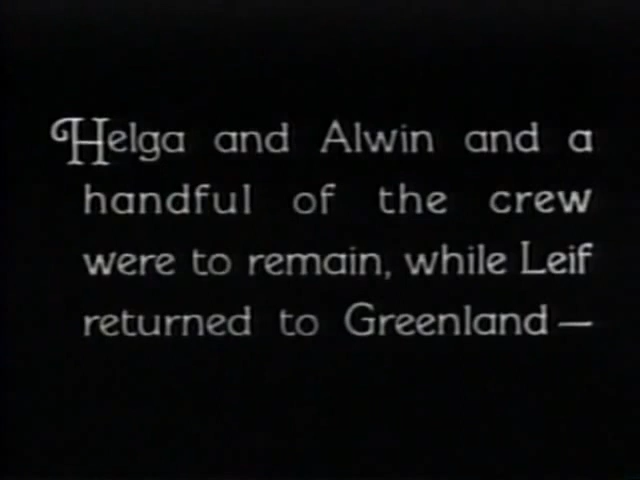 Helga and Alwin and a
handful of the crew
were to remain, while Leif
returned to Greenland —